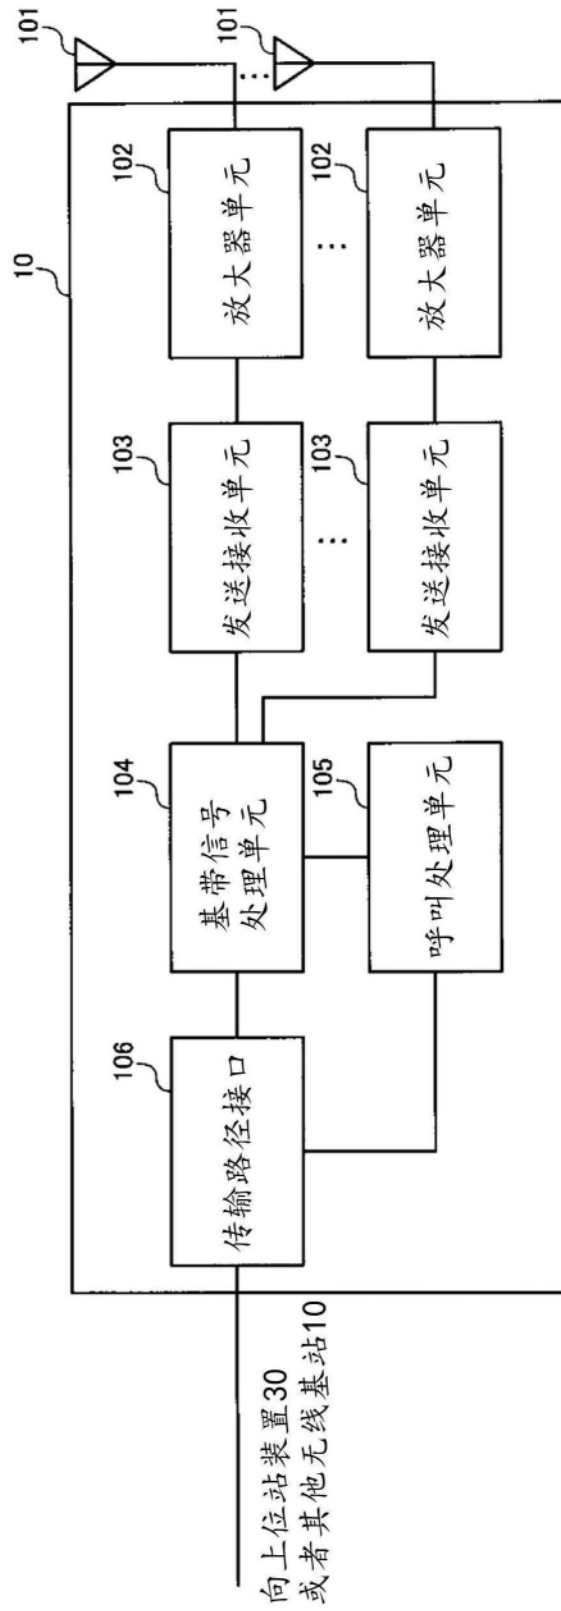 10
101
101
106
传输路径接口
104
基带信号
处理单元
103
发送接收单元
102
放大器单元
⋮
⋮
⋮
105
呼叫处理单元
103
发送接收单元
102
放大器单元
向上位站装置30
或者其他无线基站10